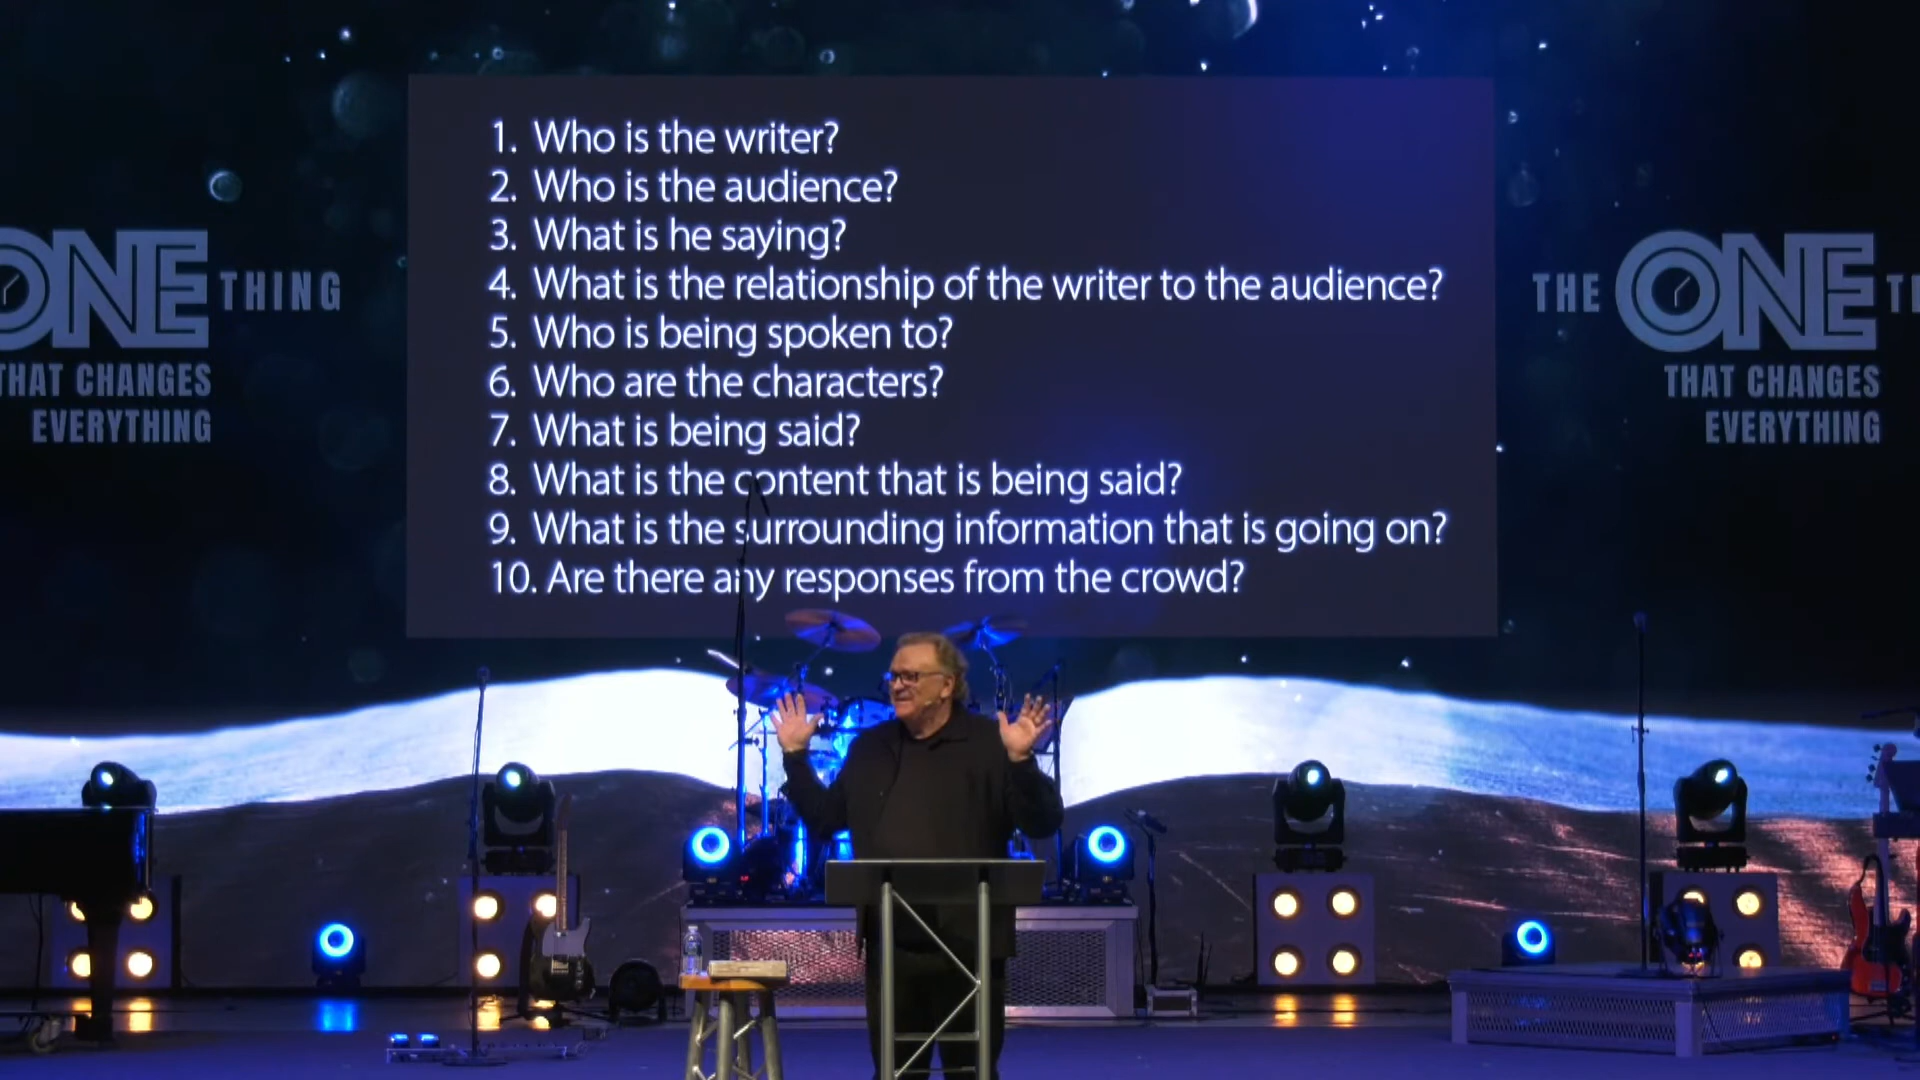 1. Who is the writer?
2. Who is the audience?
3. What is he saying?
4. What is the relationship of the writer to the audience?
5. Who is being spoken to?
6. Who are the characters?
7. What is being said?
8. What is the content that is being said?
9. What is the surrounding information that is going on?
10. Are there any responses from the crowd?
ONE THING
THAT CHANGES
EVERYTHING
THE ONE
THAT CHANGES
EVERYTHING